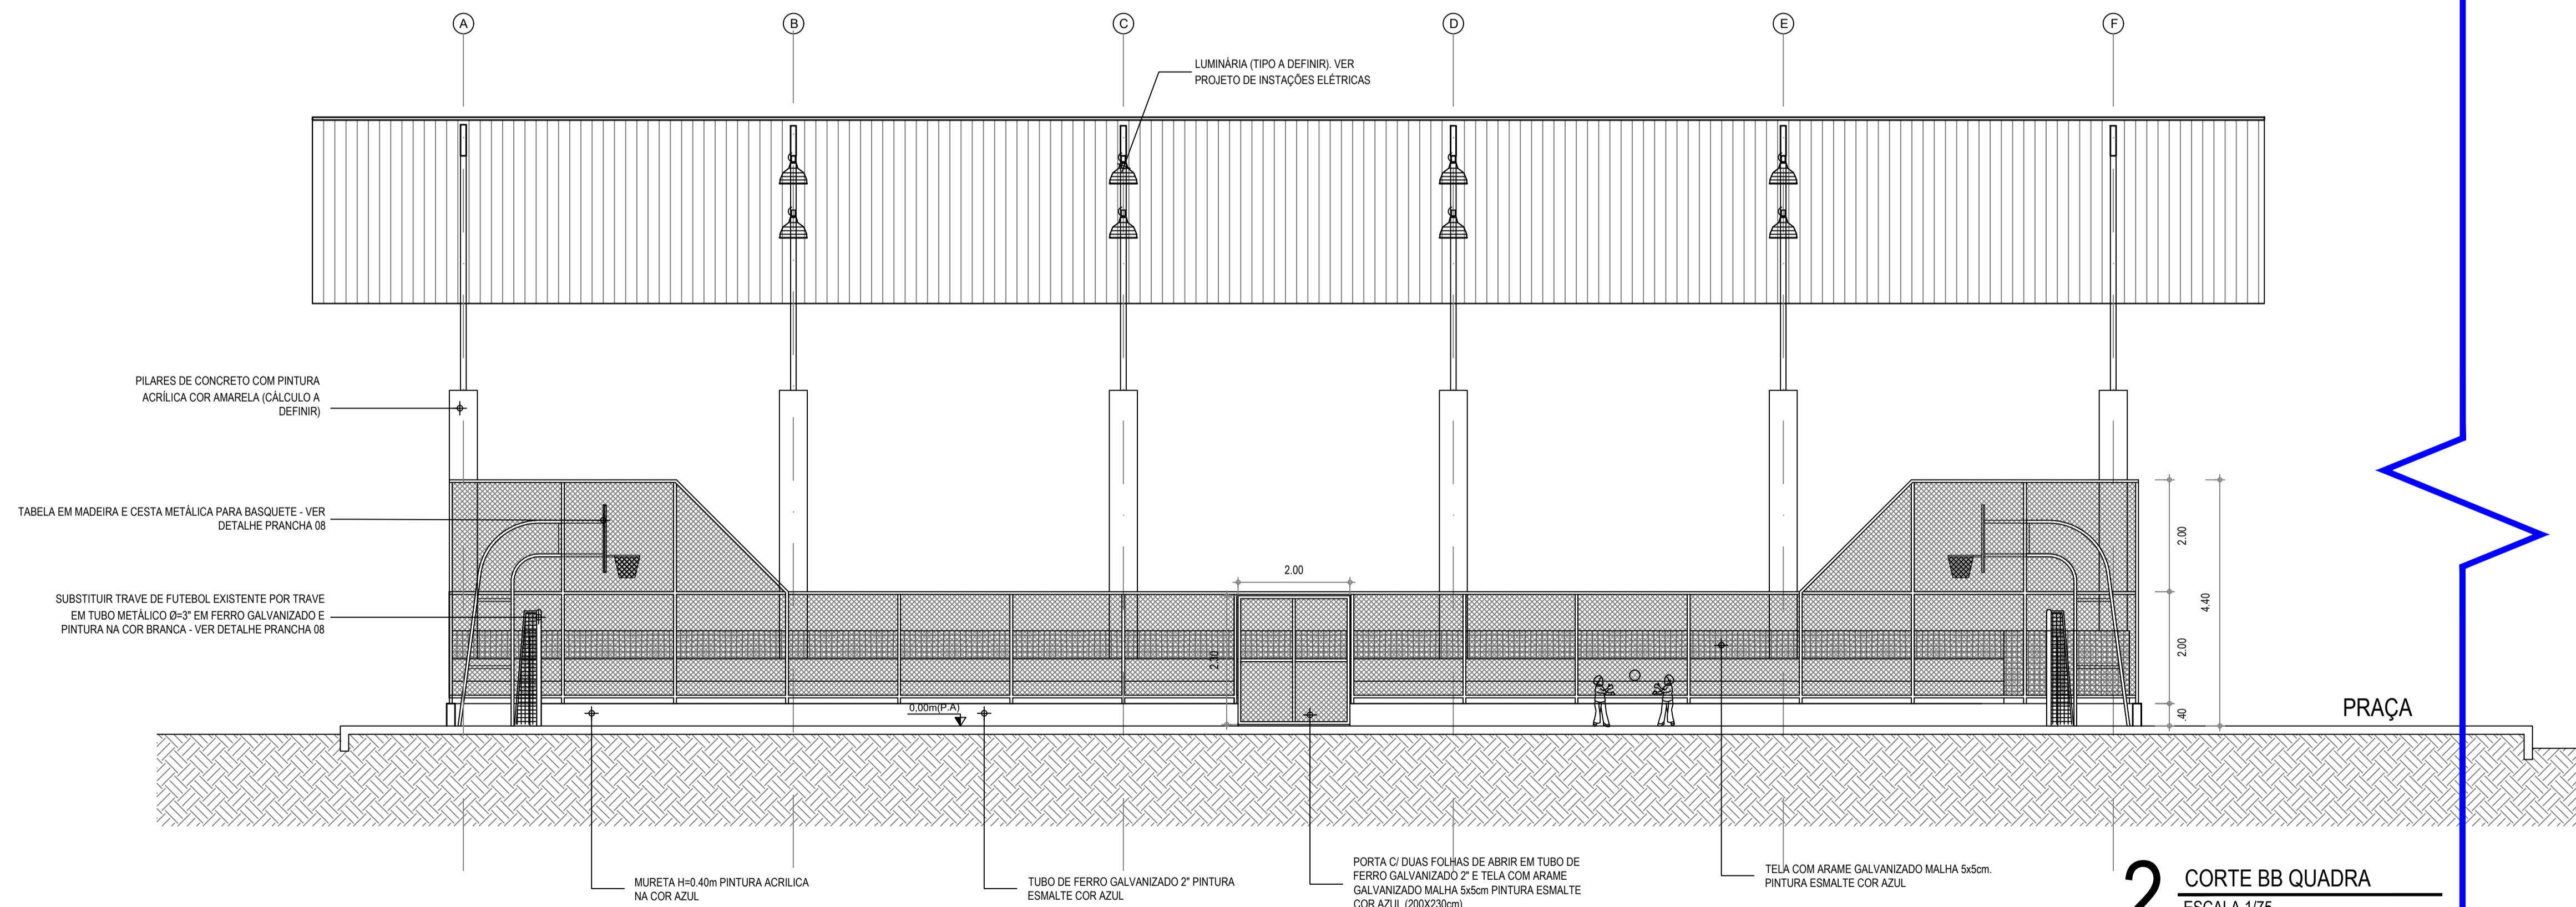 A
B
C
D
E
F
LUMINÁRIA (TIPO A DEFINIR). VER
PROJETO DE INSTAÇÕES ELÉTRICAS
PILARES DE CONCRETO COM PINTURA
ACRÍLICA COR AMARELA (CÁLCULO A
DEFINIR)
TABELA EM MADEIRA E CESTA METÁLICA PARA BASQUETE - VER
DETALHE PRANCHA 08
SUBSTITUIR TRAVE DE FUTEBOL EXISTENTE POR TRAVE
EM TUBO METÁLICO Ø=3" EM FERRO GALVANIZADO E
PINTURA NA COR BRANCA - VER DETALHE PRANCHA 08
2.00
2.30
0,00m(P.A)
2.00
4.40
2.00
.40
PRAÇA
MURETA H=0.40m PINTURA ACRILICA
NA COR AZUL
TUBO DE FERRO GALVANIZADO 2" PINTURA
ESMALTE COR AZUL
PORTA C/ DUAS FOLHAS DE ABRIR EM TUBO DE
FERRO GALVANIZADO 2" E TELA COM ARAME
GALVANIZADO MALHA 5x5cm PINTURA ESMALTE
COR AZUL (200X230cm)
TELA COM ARAME GALVANIZADO MALHA 5x5cm.
PINTURA ESMALTE COR AZUL
2
CORTE BB QUADRA
ESCALA 1/75